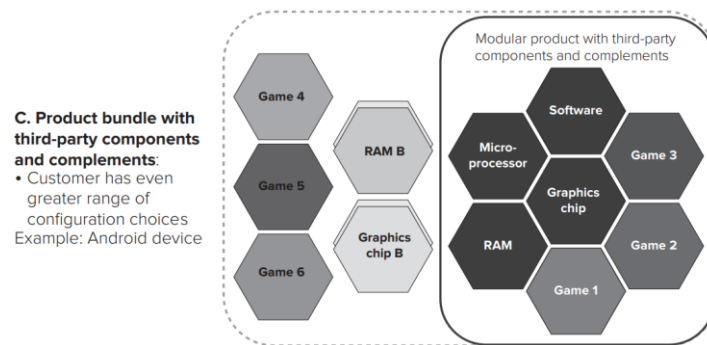 C. Product bundle with
third-party components
and complements:
• Customer has even
greater range of
configuration choices
Example: Android device
Game 4
Game 5
Game 6
RAM B
Graphics
chip B
Modular product with third-party
components and complements
Software
Micro-
processor
Game 3
Graphics
chip
RAM
Game 2
Game 1